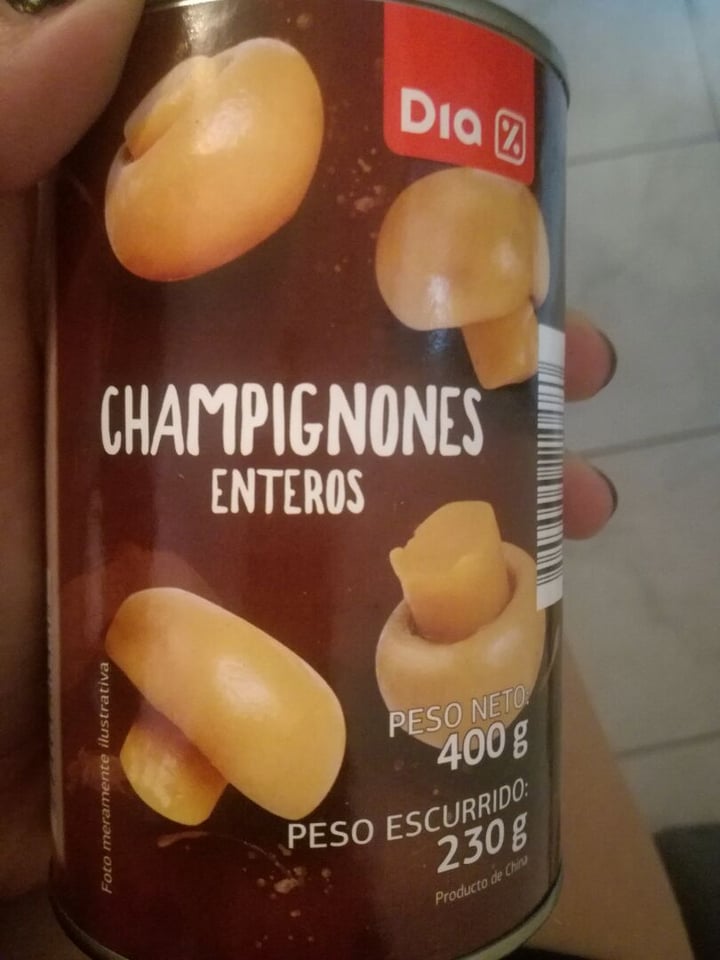 Dia %
CHAMPIGNONES
ENTEROS
PESO NETO:
400 g
PESO ESCURRIDO:
230 g
Producto de China
Foto meramente ilustrativa